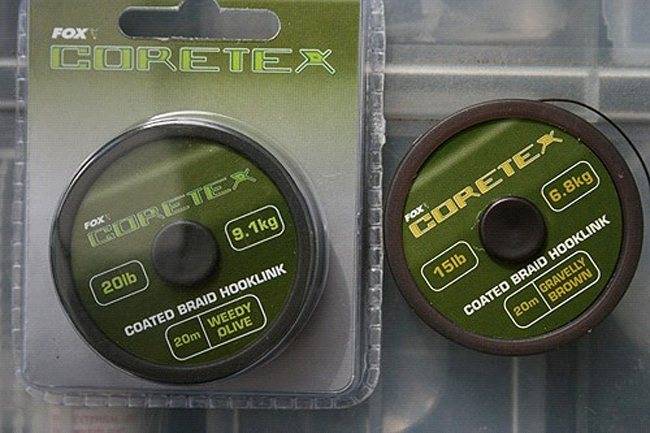 FOX
CORETEX
FOX
CORETEX
9.1kg
20lb
COATED BRAID HOOKLINK
20m WEEDY
OLIVE
FOX
CORETEX
6.8kg
15lb
COATED BRAID HOOKLINK
20m GRAVELLY
BROWN